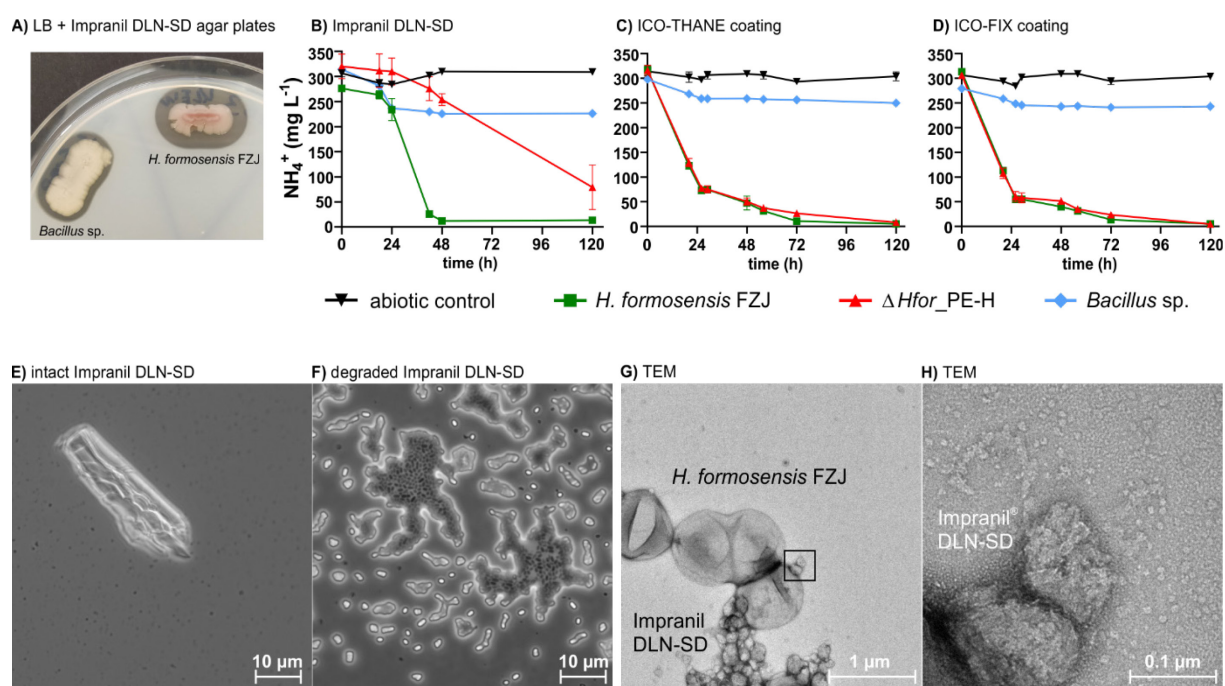 A) LB + Impranil DLN-SD agar plates
H. formosensis FZJ
Bacillus sp.
B) Impranil DLN-SD
NH₄⁺ (mg L⁻¹)
350
300
250
200
150
100
50
0
0 24 48 72 96 120
time (h)
C) ICO-THANE coating
350
300
250
200
150
100
50
0
0 24 48 72 96 120
time (h)
D) ICO-FIX coating
350
300
250
200
150
100
50
0
0 24 48 72 96 120
time (h)
abiotic control
H. formosensis FZJ
Δ Hfor_PE-H
Bacillus sp.
E) intact Impranil DLN-SD
10 µm
F) degraded Impranil DLN-SD
10 µm
G) TEM
H. formosensis FZJ
Impranil
DLN-SD
1 µm
H) TEM
Impranil®
DLN-SD
0.1 µm